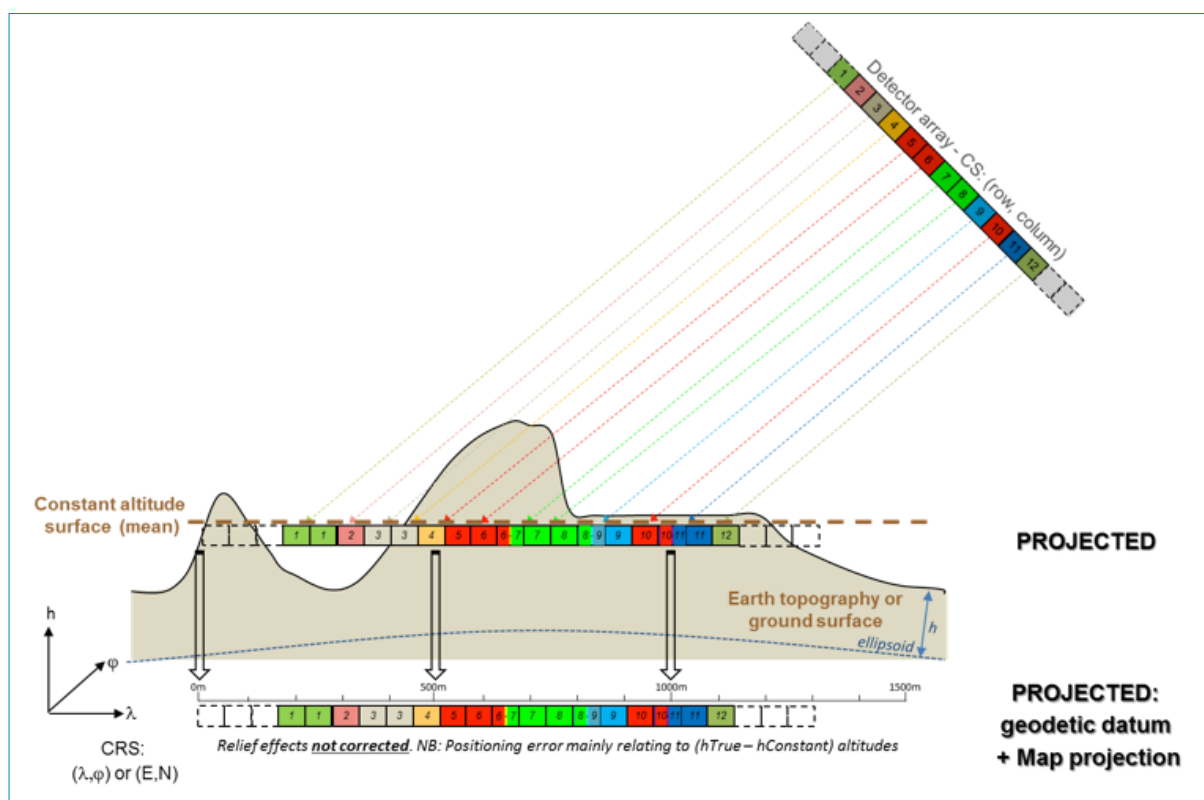 Detector array - CS: (row, column)
1 2 3 4 5 6 7 8 9 10 11 12
Constant altitude
surface (mean)
1 1 2 3 3 4 5 6 6 7 7 8 8 9 9 10 10 11 11 12
PROJECTED
Earth topography or
ground surface
h
ellipsoid
h
φ
λ
0m 500m 1000m 1500m
1 1 2 3 3 4 5 6 6 7 7 8 8 9 9 10 10 11 11 12
PROJECTED:
geodetic datum
+ Map projection
CRS:
(λ,φ) or (E,N)
Relief effects not corrected. NB: Positioning error mainly relating to (hTrue – hConstant) altitudes